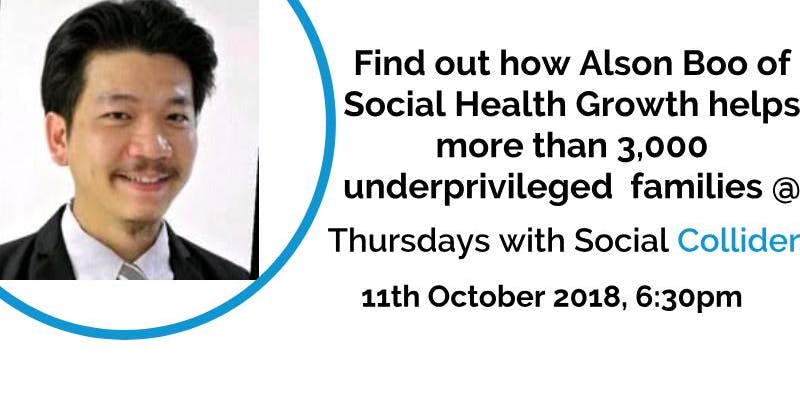 Find out how Alson Boo of
Social Health Growth helps
more than 3,000
underprivileged  families @
Thursdays with Social Collider
11th October 2018, 6:30pm